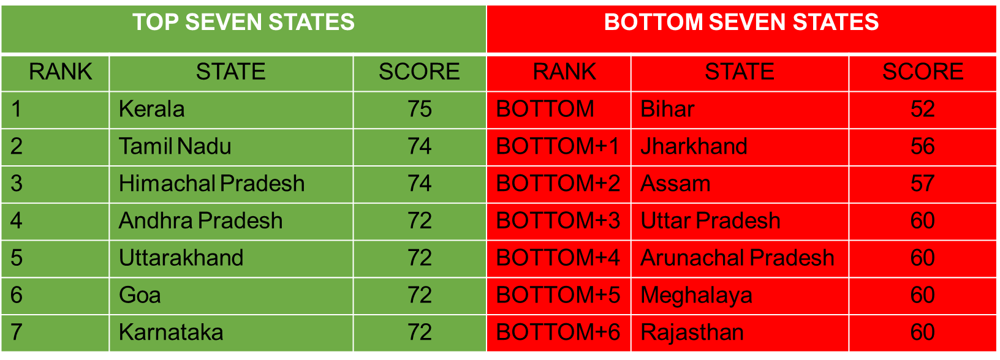 TOP SEVEN STATES BOTTOM SEVEN STATES
RANK STATE SCORE RANK STATE SCORE
1 Kerala 75 BOTTOM Bihar 52
2 Tamil Nadu 74 BOTTOM+1 Jharkhand 56
3 Himachal Pradesh 74 BOTTOM+2 Assam 57
4 Andhra Pradesh 72 BOTTOM+3 Uttar Pradesh 60
5 Uttarakhand 72 BOTTOM+4 Arunachal Pradesh 60
6 Goa 72 BOTTOM+5 Meghalaya 60
7 Karnataka 72 BOTTOM+6 Rajasthan 60